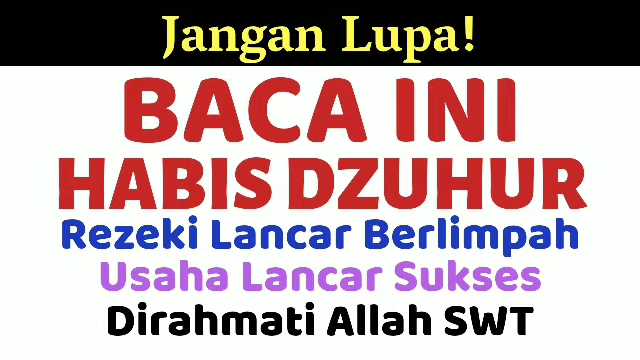 Jangan Lupa!
BACA INI
HABIS DZUHUR
Rezeki Lancar Berlimpah
Usaha Lancar Sukses
Dirahmati Allah SWT